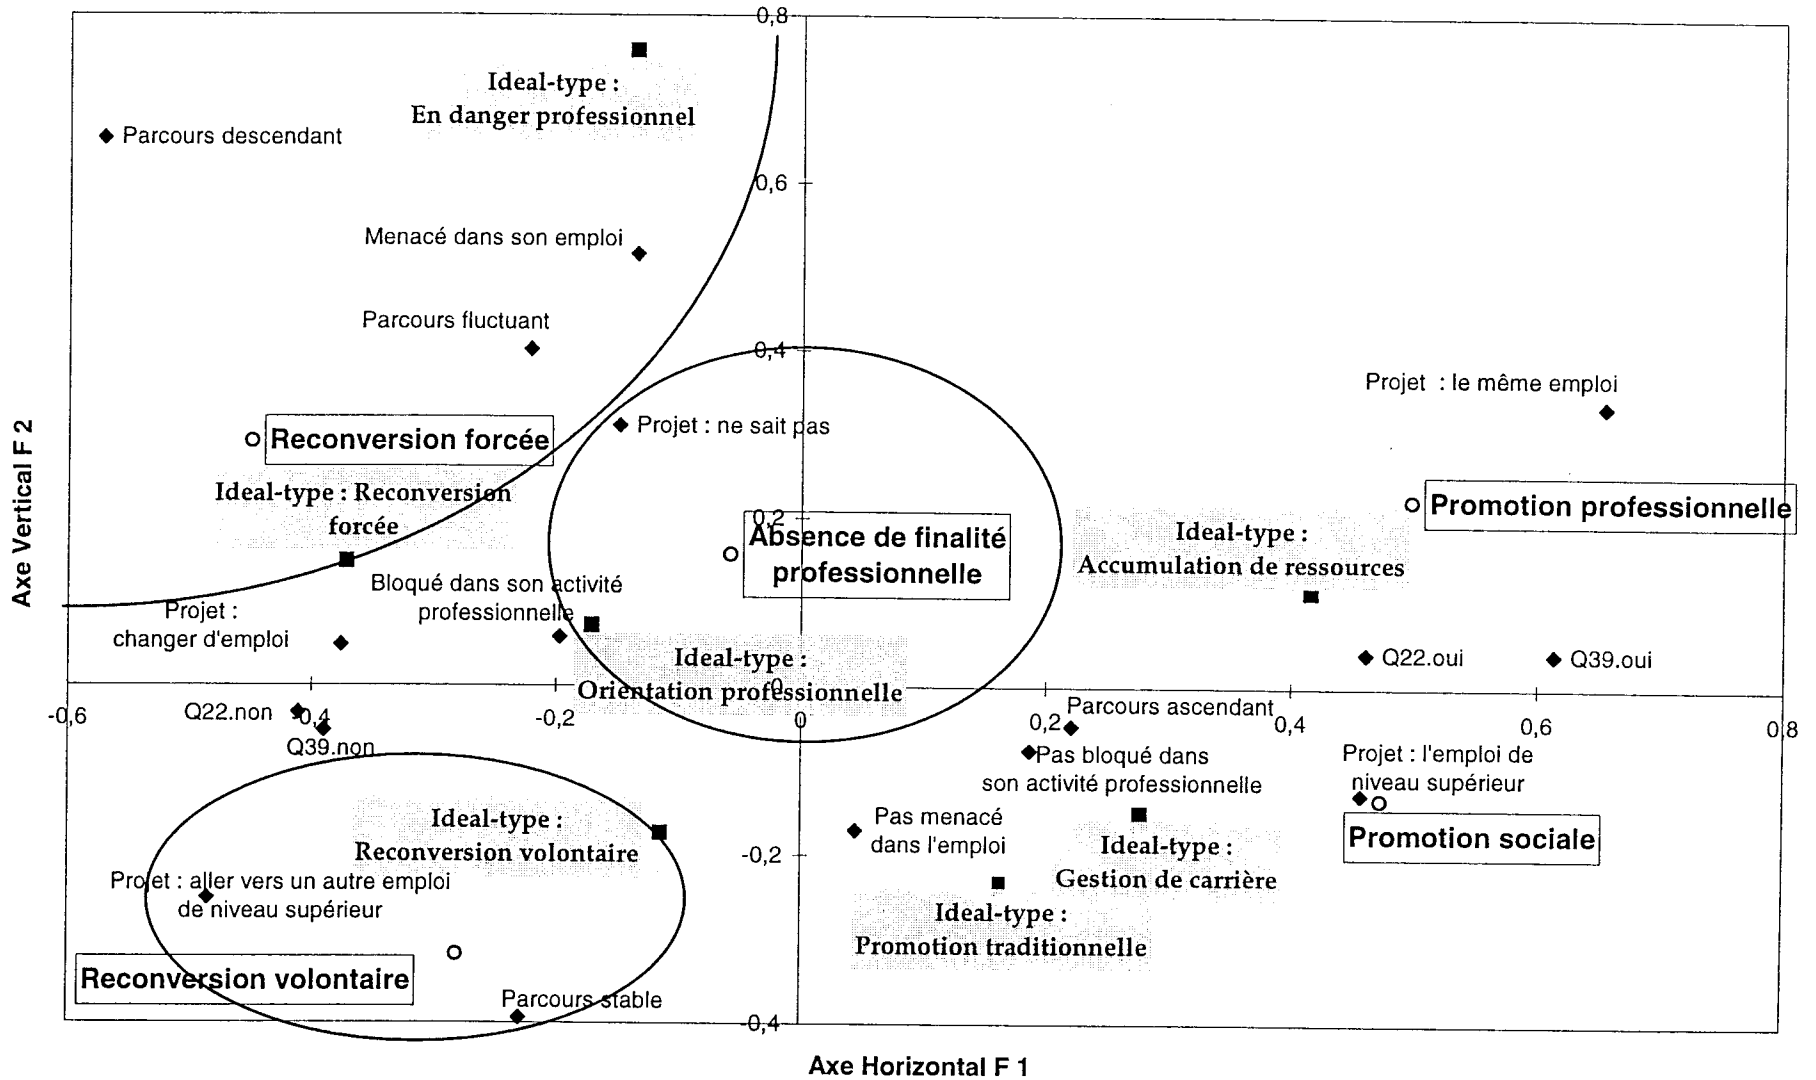 0,8
Ideal-type :
En danger professionnel
Parcours descendant
0,6
Menacé dans son emploi
Parcours fluctuant
0,4
Projet : le même emploi
Projet : ne sait pas
Reconversion forcée
Axe Vertical F 2
Ideal-type : Reconversion
forcée
Promotion professionnelle
0,2
Absence de finalité
professionnelle
Ideal-type :
Accumulation de ressources
Bloqué dans son activité
professionnelle
Projet :
changer d'emploi
Ideal-type :
Orientation professionnelle
Q22.oui
Q39.oui
0
-0,6
Q22.non
-0,4
-0,2
0
0,2
0,4
0,6
0,8
Q39.non
Parcours ascendant
Pas bloqué dans
son activité professionnelle
Projet : l'emploi de
niveau supérieur
Ideal-type :
Reconversion volontaire
Pas menacé
dans l'emploi
-0,2
Ideal-type :
Gestion de carrière
Promotion sociale
Projet : aller vers un autre emploi
de niveau supérieur
Ideal-type :
Promotion traditionnelle
Reconversion volontaire
Parcours stable
-0,4
Axe Horizontal F 1